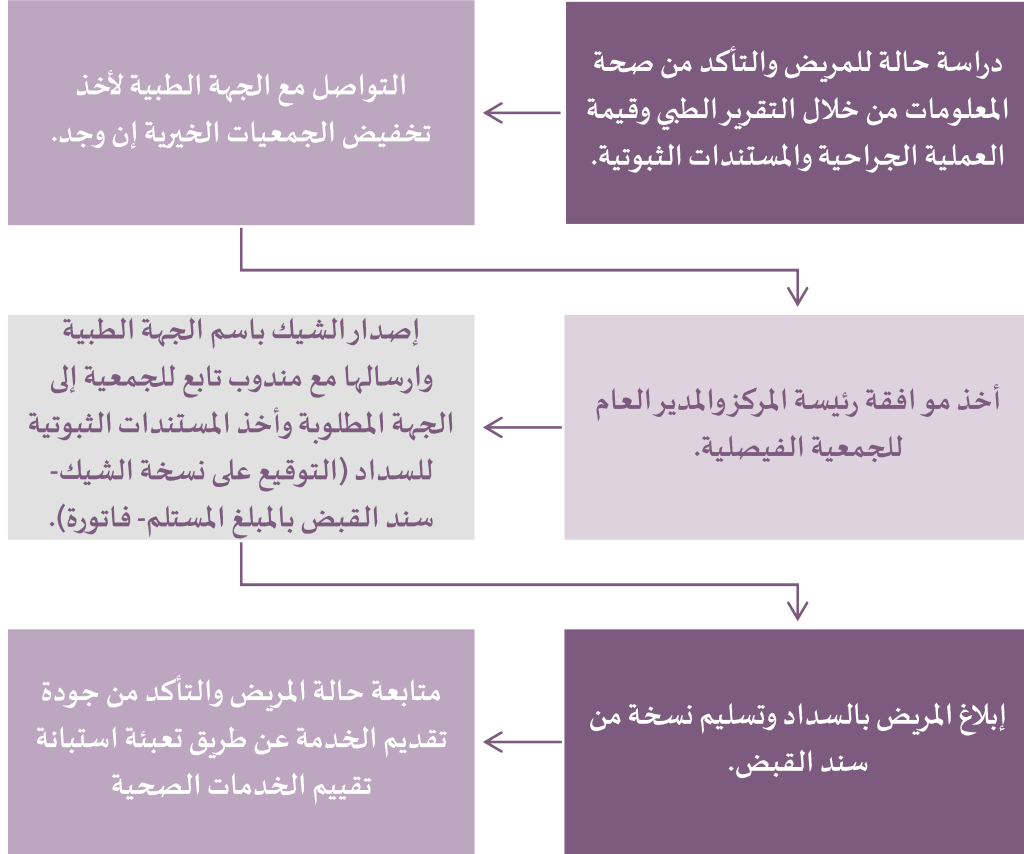 دراسة حالة للمريض والتأكد من صحة
المعلومات من خلال التقرير الطبي وقيمة
العملية الجراحية والمستندات الثبوتية.
التواصل مع الجهة الطبية لأخذ
تخفيض الجمعيات الخيرية إن وجد.
أخذ مو افقة رئيسة المركز والمدير العام
للجمعية الفيصلية.
إصدار الشيك باسم الجهة الطبية
وارسالها مع مندوب تابع للجمعية إلى
الجهة المطلوبة وأخذ المستندات الثبوتية
للسداد (التوقيع على نسخة الشيك-
سند القبض بالمبلغ المستلم- فاتورة).
إبلاغ المريض بالسداد وتسليم نسخة من
سند القبض.
متابعة حالة المريض والتأكد من جودة
تقديم الخدمة عن طريق تعبئة استبانة
تقييم الخدمات الصحية